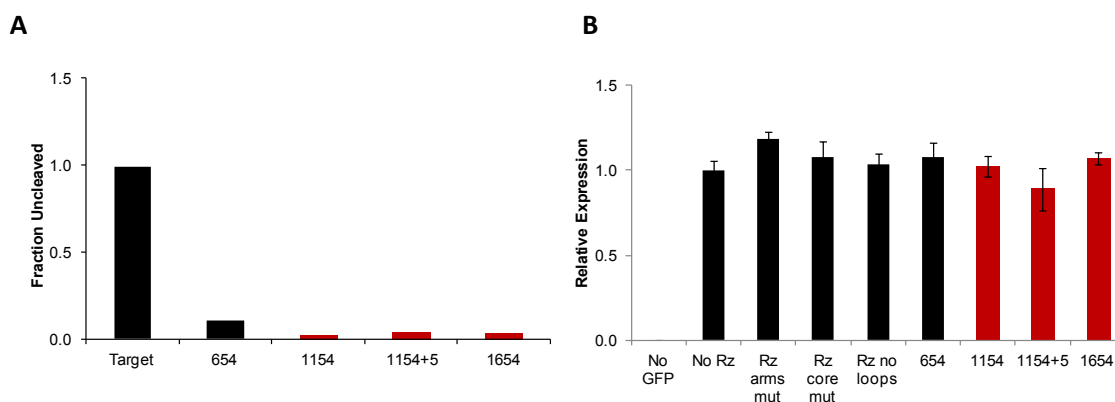 A
Fraction Uncleaved
1.5
1.0
0.5
0.0
Target 654 1154 1154+5 1654
B
Relative Expression
1.5
1.0
0.5
0.0
No GFP No Rz Rz arms mut Rz core mut Rz no loops 654 1154 1154+5 1654